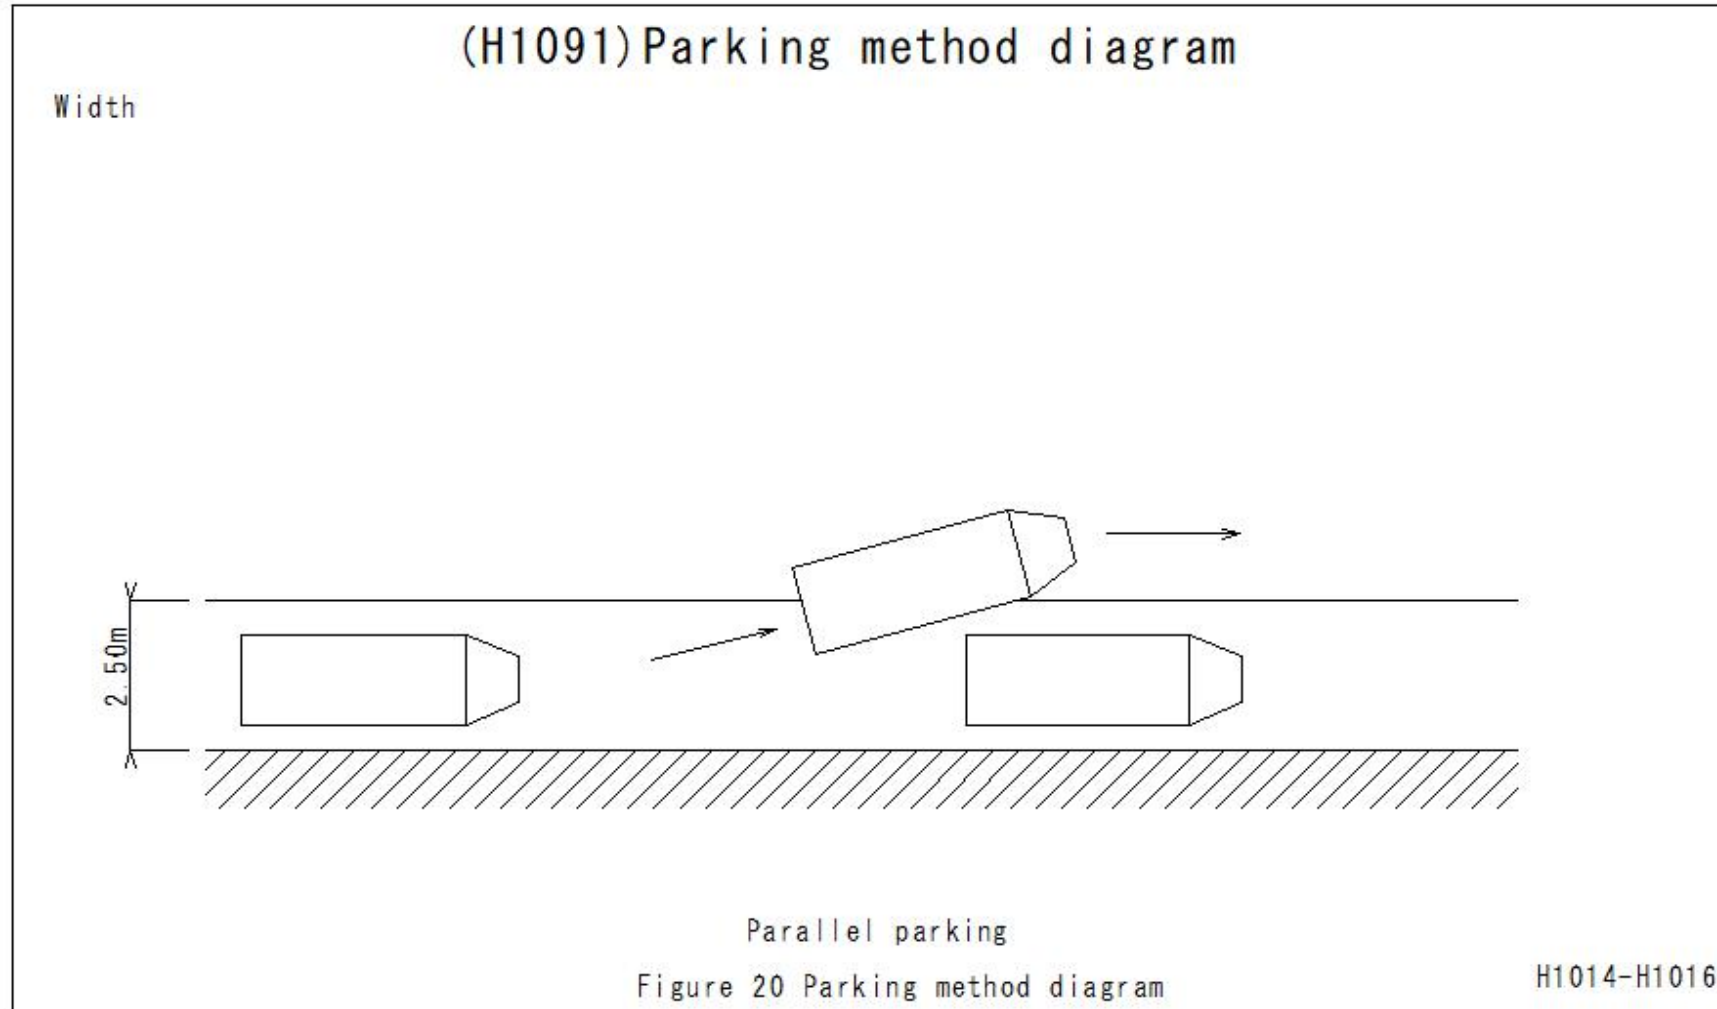 (H1091)Parking method diagram
Width
2.50m
Parallel parking
Figure 20 Parking method diagram
H1014-H1016